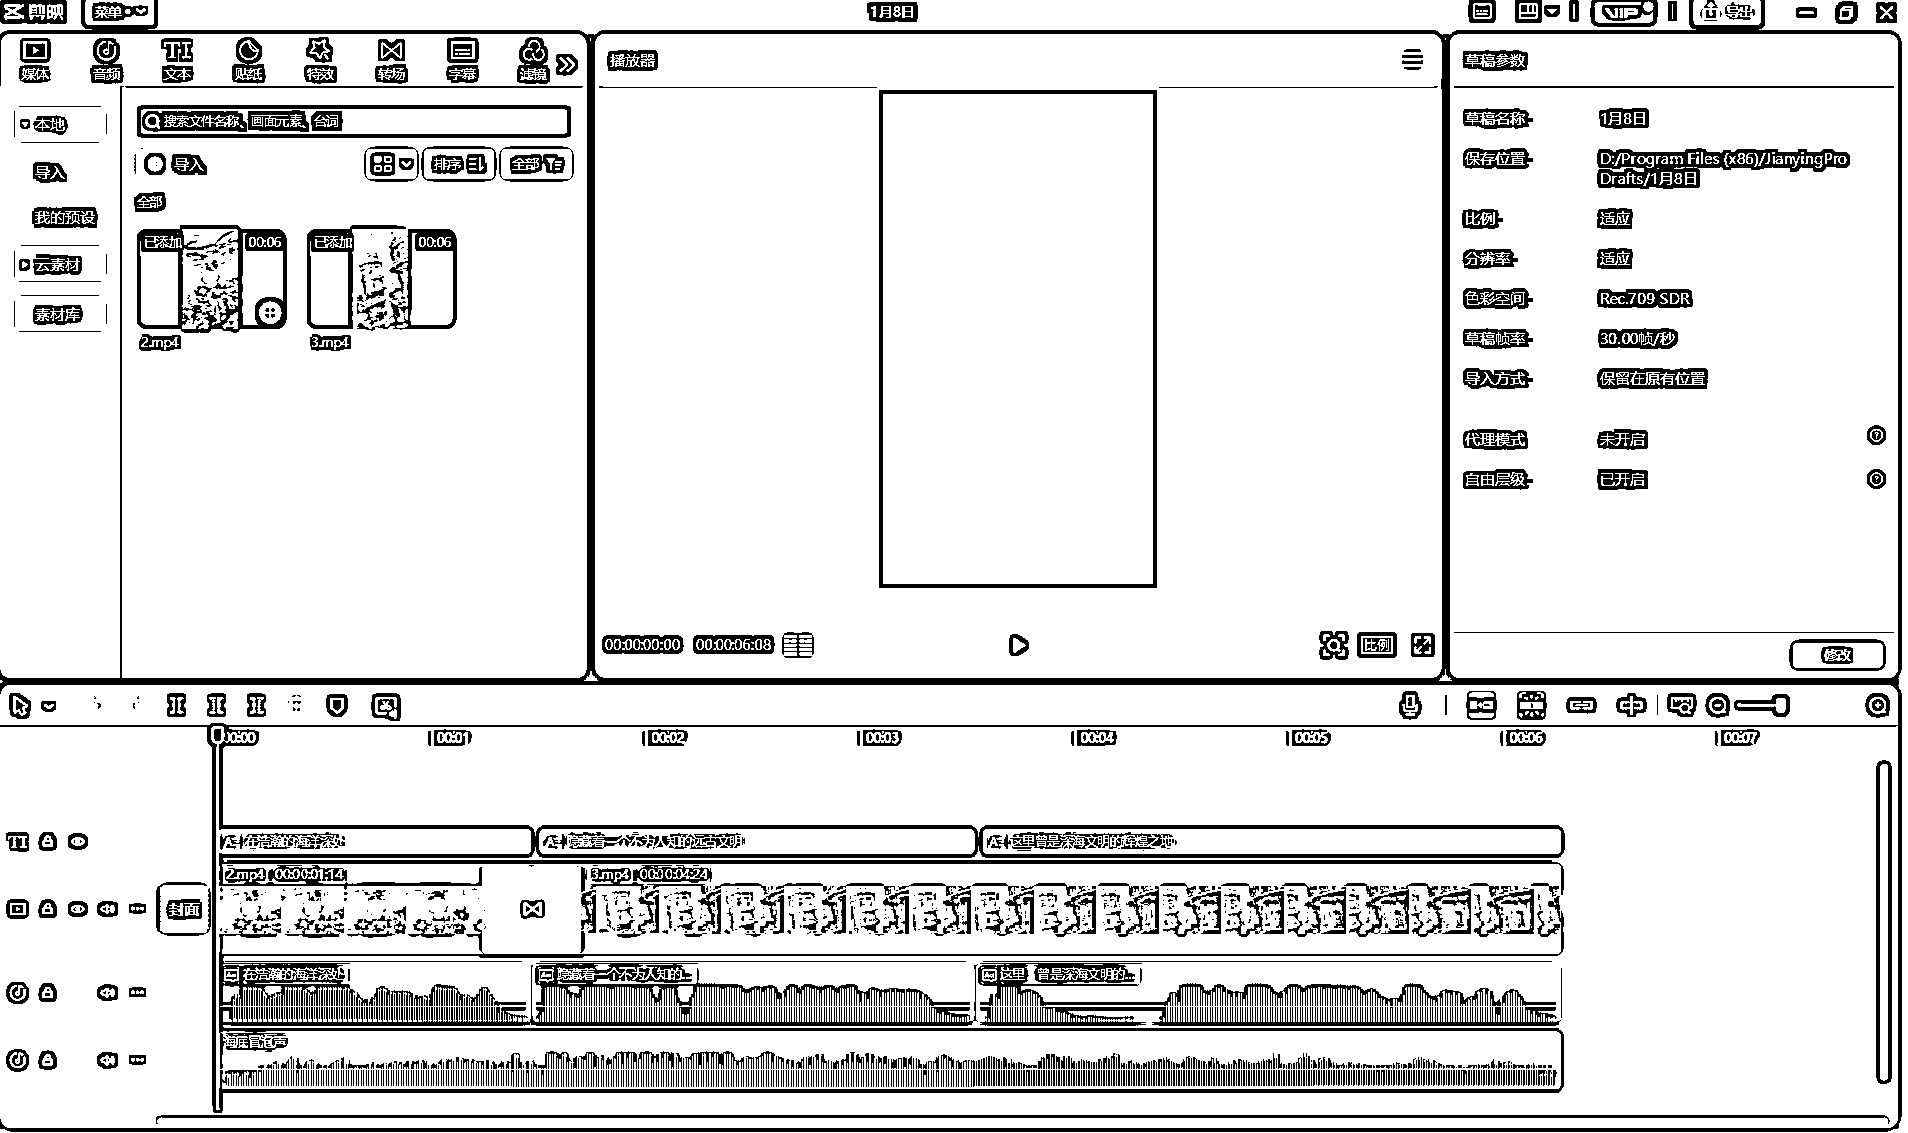 剪映
菜单
1月8日
VIP
导出
媒体
音频
文本
贴纸
特效
转场
字幕
滤镜
播放器
草稿参数
本地
导入
我的预设
云素材
素材库
搜索文件名称、画面元素、台词
导入
排序
全部
全部
已添加
00:06
2.mp4
已添加
00:06
3.mp4
00:00:00:00
00:00:06:08
比例
草稿名称:
1月8日
保存位置:
D:/Program Files (x86)/JianyingPro Drafts/1月8日
比例:
适应
分辨率:
适应
色彩空间:
Rec.709 SDR
草稿帧率:
30.00帧/秒
导入方式:
保留在原有位置
代理模式:
未开启
自由层级:
已开启
修改
00:00
00:01
00:02
00:03
00:04
00:05
00:06
00:07
TI
在浩瀚的海洋深处
隐藏着一个不为人知的远古文明
这里曾是深海文明的辉煌之地
封面
2.mp4 00:00:01:14
3.mp4 00:00:04:24
在浩瀚的海洋深处
隐藏着一个不为人知的...
这里 曾是深海文明的...
海底冒泡声